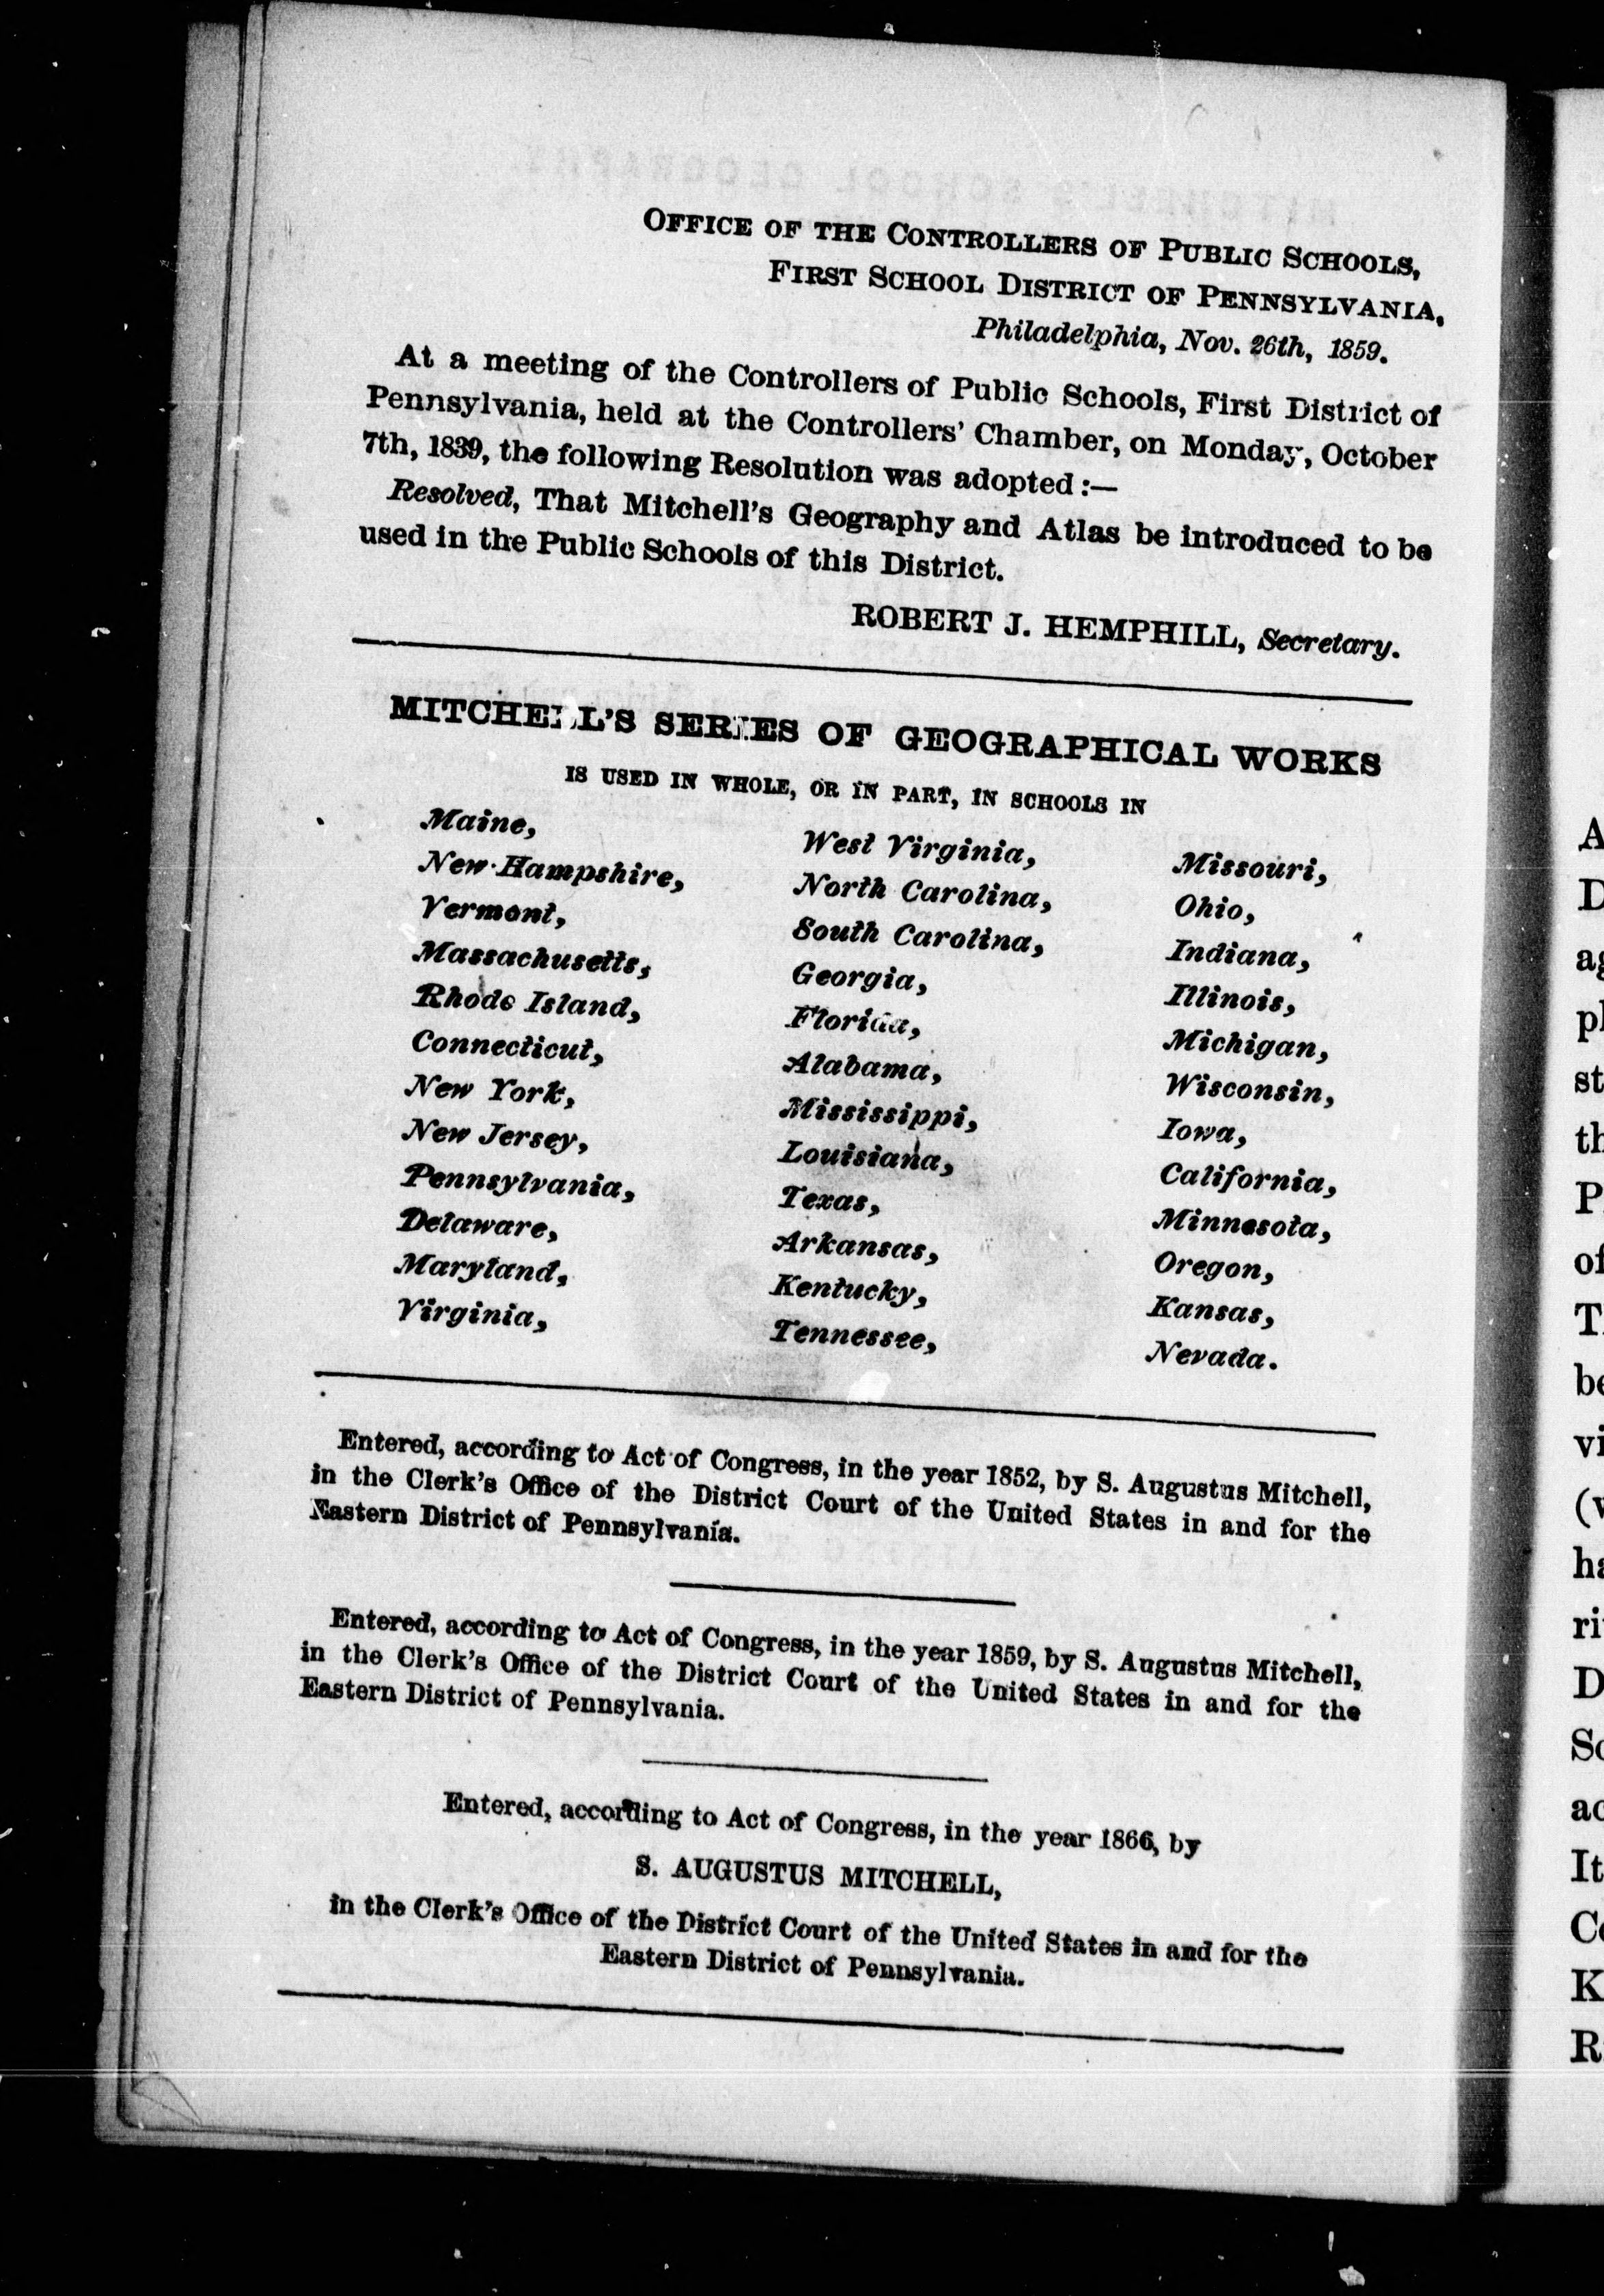 OFFICE OF THE CONTROLLERS OF PUBLIC SCHOOLS,
FIRST SCHOOL DISTRICT OF PENNSYLVANIA,
Philadelphia, Nov. 26th, 1859.
At a meeting of the Controllers of Public Schools, First District of
Pennsylvania, held at the Controllers' Chamber, on Monday, October
7th, 1839, the following Resolution was adopted:—
Resolved, That Mitchell's Geography and Atlas be introduced to be
used in the Public Schools of this District.
ROBERT J. HEMPHILL, Secretary.
MITCHELL'S SERIES OF GEOGRAPHICAL WORKS
IS USED IN WHOLE, OR IN PART, IN SCHOOLS IN
Maine,
New Hampshire,
Vermont,
Massachusetts,
Rhode Island,
Connecticut,
New York,
New Jersey,
Pennsylvania,
Delaware,
Maryland,
Virginia,
West Virginia,
North Carolina,
South Carolina,
Georgia,
Florida,
Alabama,
Mississippi,
Louisiana,
Texas,
Arkansas,
Kentucky,
Tennessee,
Missouri,
Ohio,
Indiana,
Illinois,
Michigan,
Wisconsin,
Iowa,
California,
Minnesota,
Oregon,
Kansas,
Nevada.
Entered, according to Act of Congress, in the year 1852, by S. Augustus Mitchell,
in the Clerk's Office of the District Court of the United States in and for the
Eastern District of Pennsylvania.
Entered, according to Act of Congress, in the year 1859, by S. Augustus Mitchell,
in the Clerk's Office of the District Court of the United States in and for the
Eastern District of Pennsylvania.
Entered, according to Act of Congress, in the year 1866, by
S. AUGUSTUS MITCHELL,
in the Clerk's Office of the District Court of the United States in and for the
Eastern District of Pennsylvania.